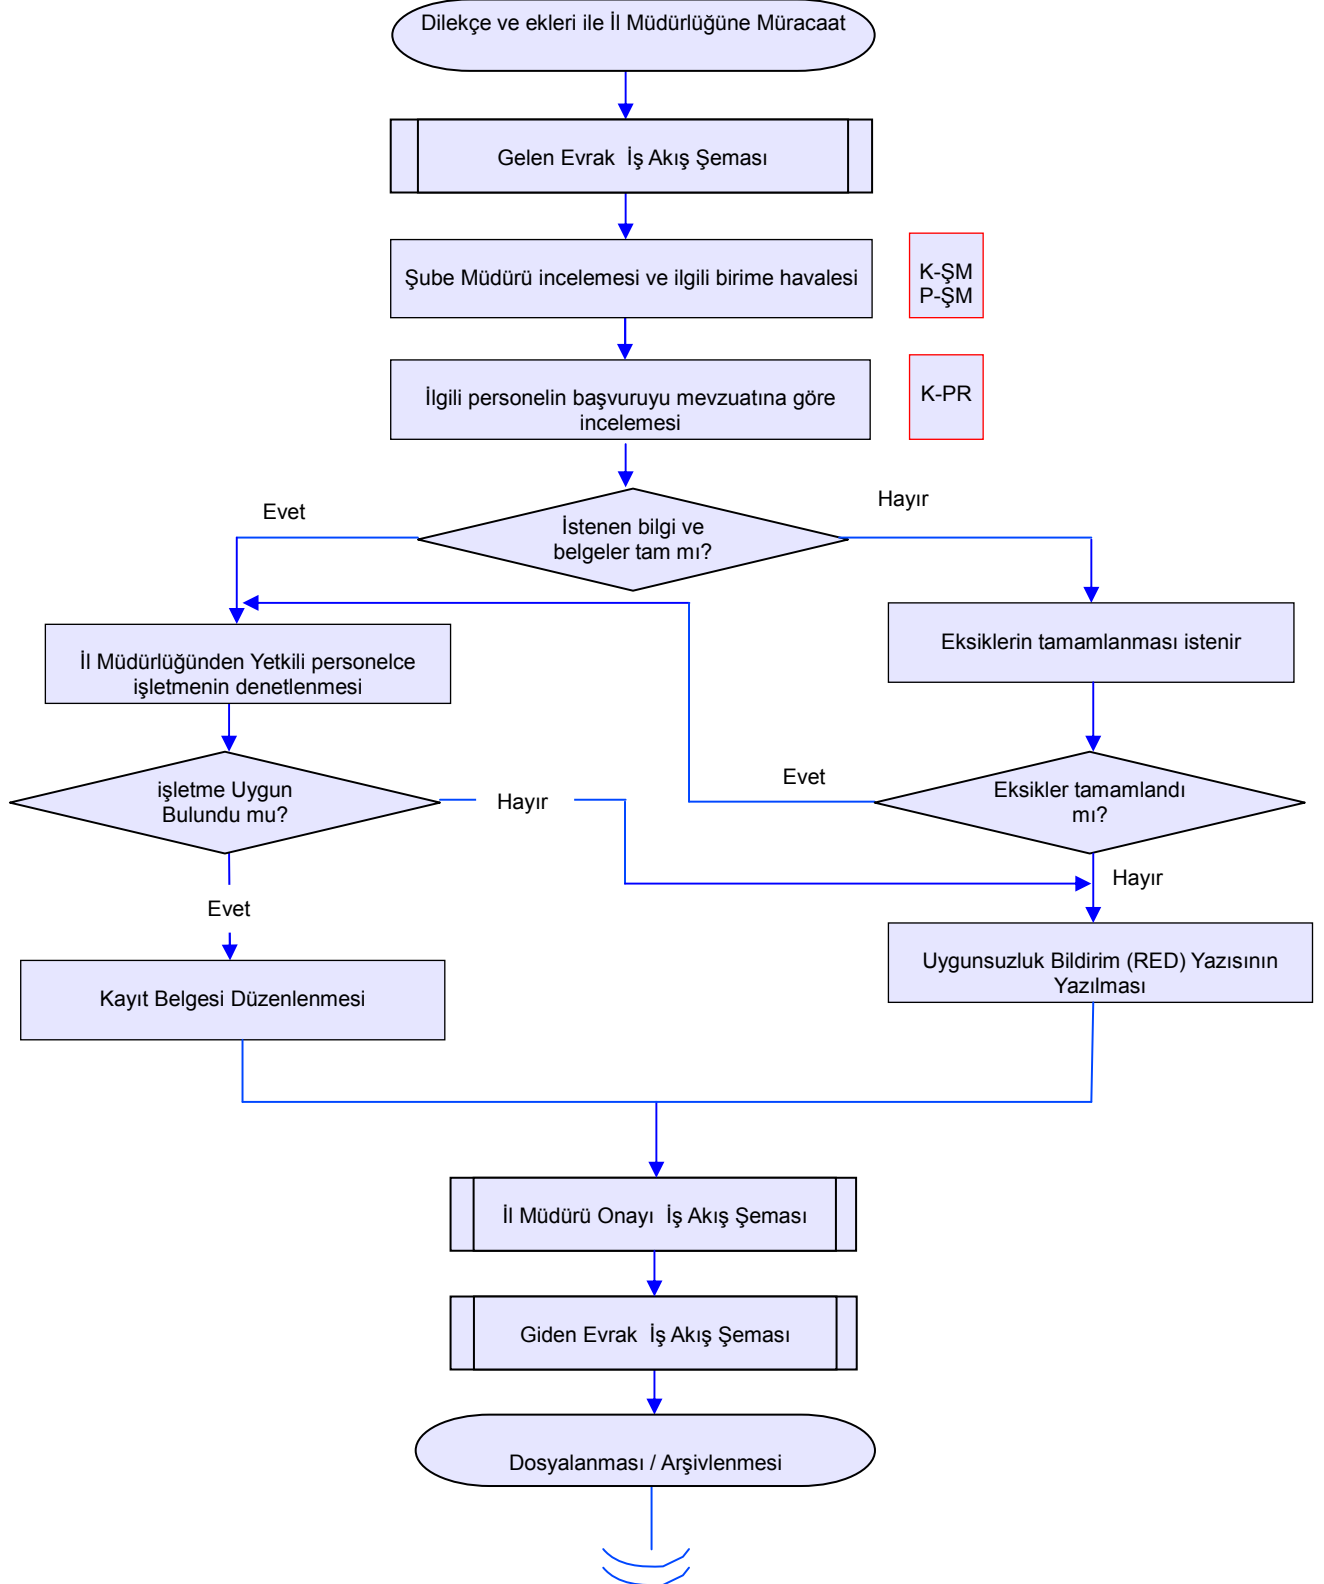 Dilekçe ve ekleri ile İl Müdürlüğüne Müracaat
Gelen Evrak İş Akış Şeması
Şube Müdürü incelemesi ve ilgili birime havalesi
K-ŞM
P-ŞM
İlgili personelin başvuruyu mevzuatına göre
incelemesi
K-PR
Evet
İstenen bilgi ve
belgeler tam mı?
Hayır
İl Müdürlüğünden Yetkili personelce
işletmenin denetlenmesi
Eksiklerin tamamlanması istenir
işletme Uygun
Bulundu mu?
Hayır
Evet
Eksikler tamamlandı
mı?
Evet
Hayır
Kayıt Belgesi Düzenlenmesi
Uygunsuzluk Bildirim (RED) Yazısının
Yazılması
İl Müdürü Onayı İş Akış Şeması
Giden Evrak İş Akış Şeması
Dosyalanması / Arşivlenmesi